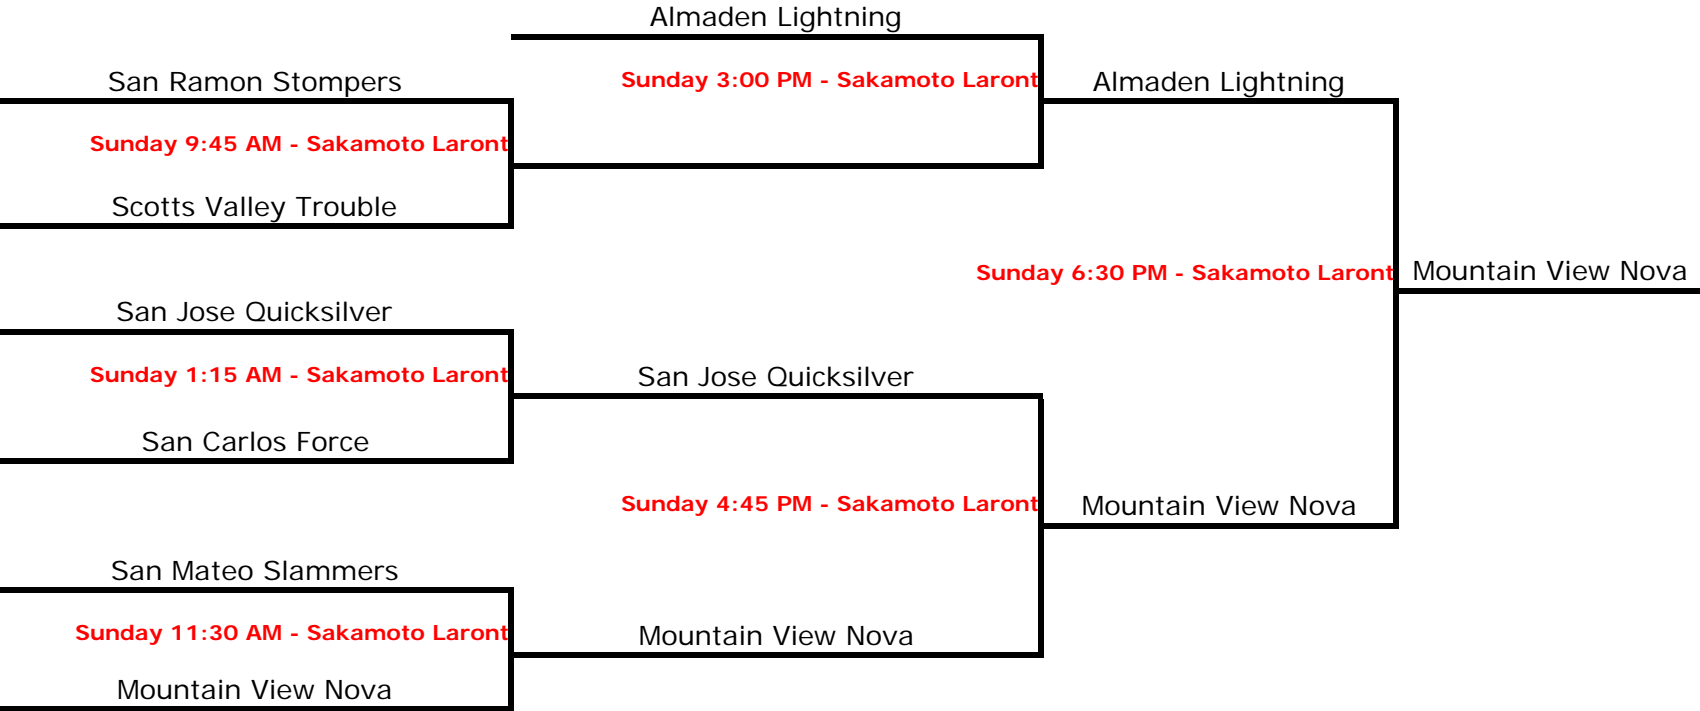 Almaden Lightning
San Ramon Stompers
Sunday 3:00 PM - Sakamoto Laront
Almaden Lightning
Sunday 9:45 AM - Sakamoto Laront
Scotts Valley Trouble
Sunday 6:30 PM - Sakamoto Laront
Mountain View Nova
San Jose Quicksilver
Sunday 1:15 AM - Sakamoto Laront
San Jose Quicksilver
San Carlos Force
Sunday 4:45 PM - Sakamoto Laront
Mountain View Nova
San Mateo Slammers
Sunday 11:30 AM - Sakamoto Laront
Mountain View Nova
Mountain View Nova